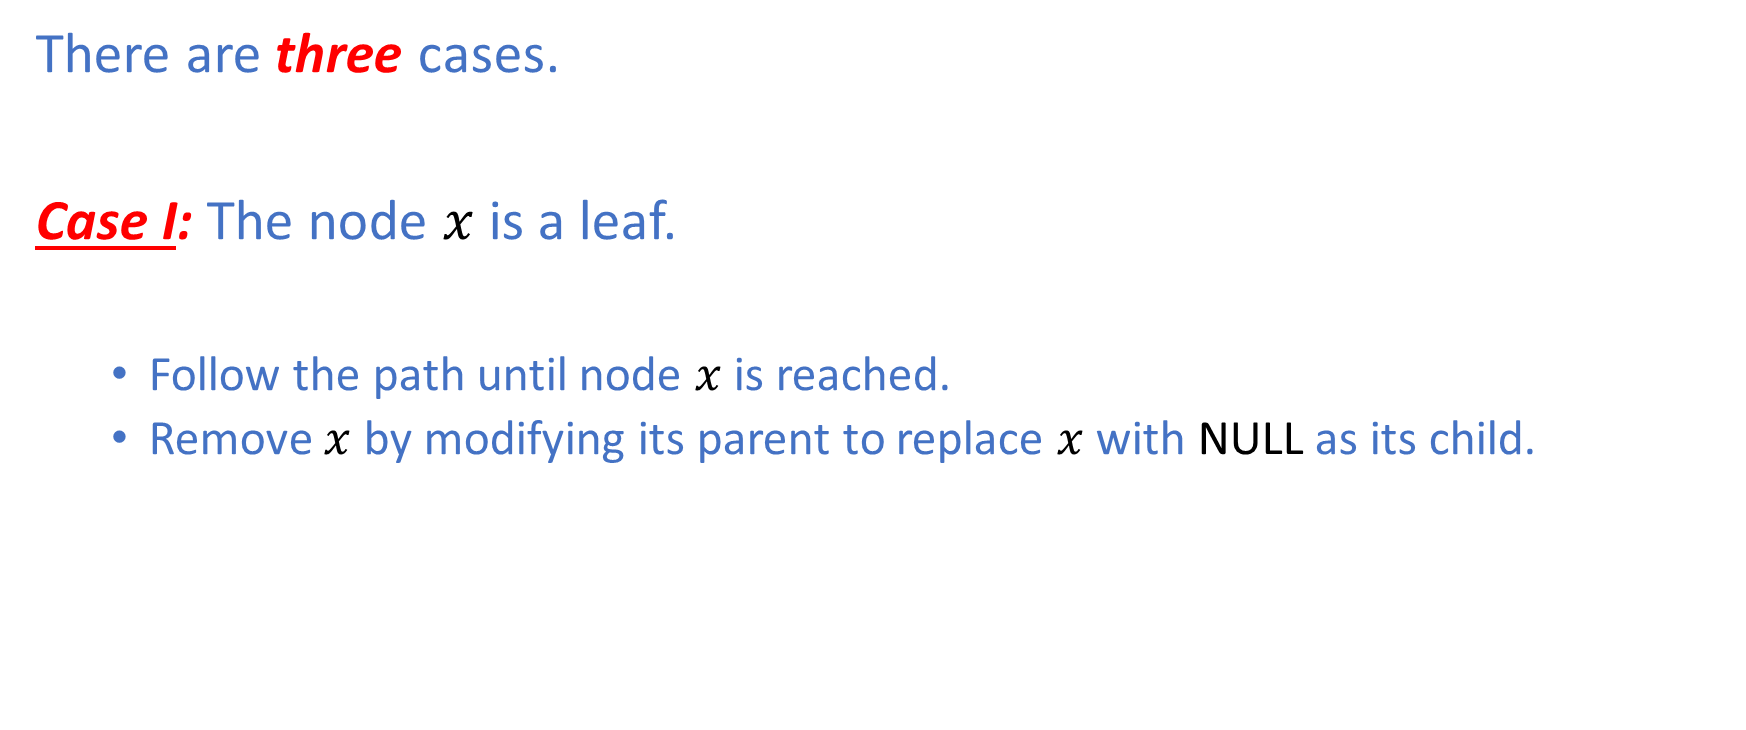 There are three cases.
Case I: The node x is a leaf.
• Follow the path until node x is reached.
• Remove x by modifying its parent to replace x with NULL as its child.